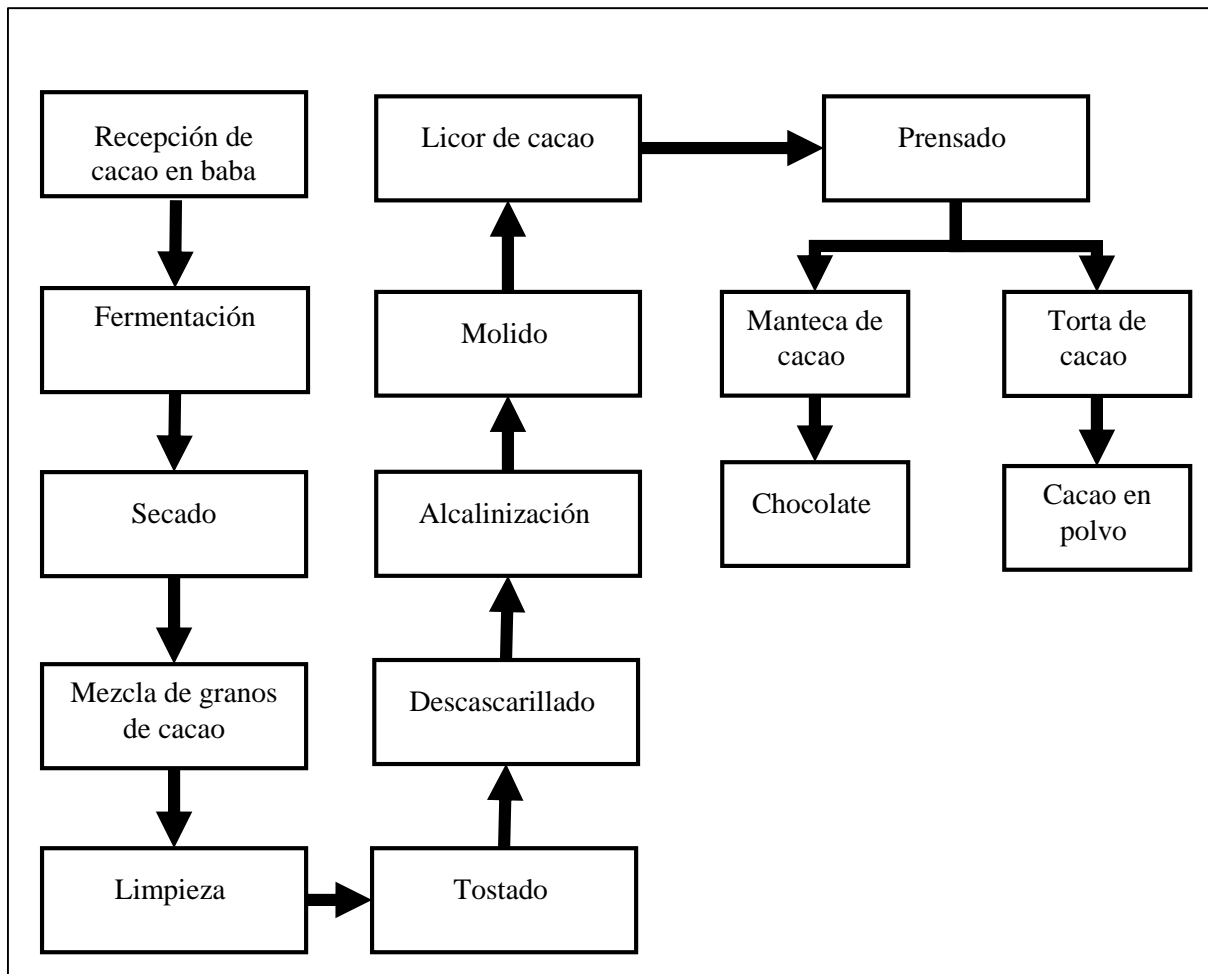 Recepción de
cacao en baba
Fermentación
Secado
Mezcla de granos
de cacao
Limpieza
Tostado
Descascarillado
Alcalinización
Molido
Licor de cacao
Prensado
Manteca de
cacao
Chocolate
Torta de
cacao
Cacao en
polvo